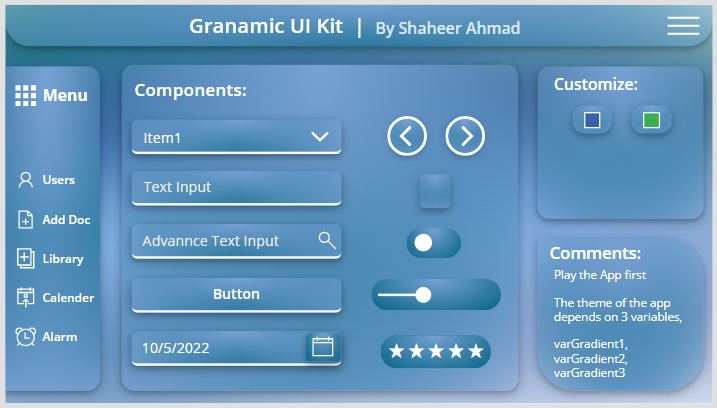 Granamic UI Kit | By Shaheer Ahmad
Menu
Users
Add Doc
Library
Calender
Alarm
Components:
Item1
Text Input
Advannce Text Input
Button
10/5/2022
Customize:
Comments:
Play the App first
The theme of the app
depends on 3 variables,
varGradient1,
varGradient2,
varGradient3